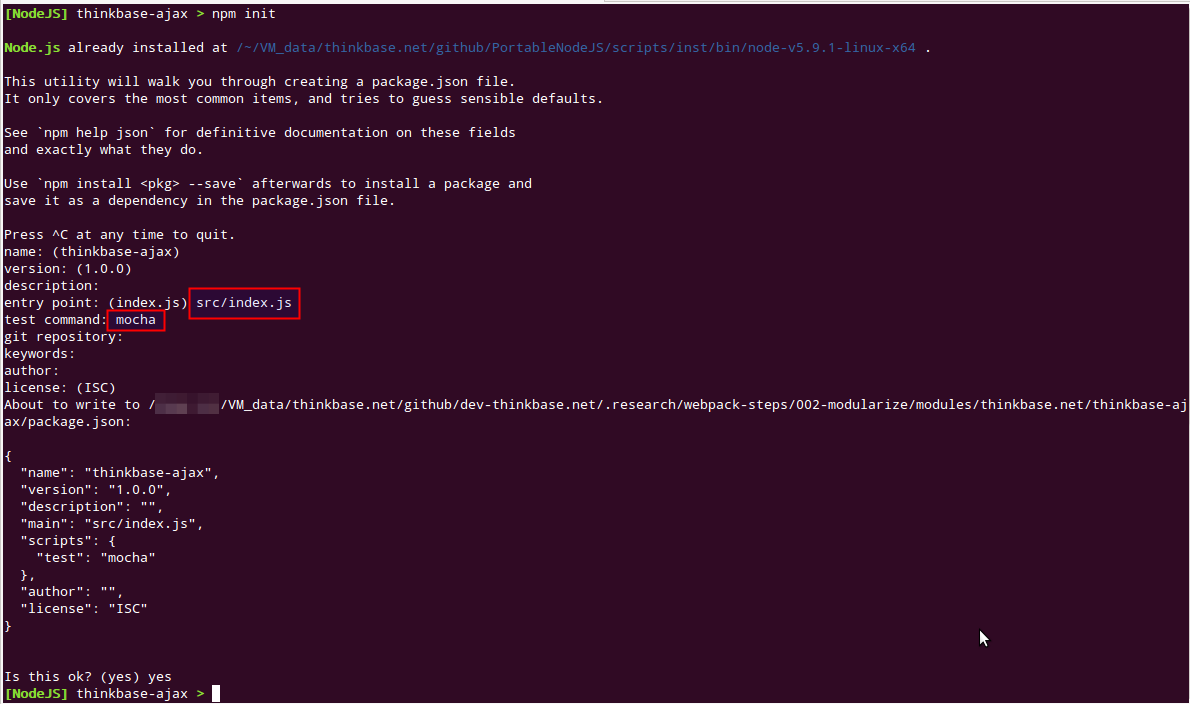 [NodeJS] thinkbase-ajax > npm init
Node.js already installed at /~/VM_data/thinkbase.net/github/PortableNodeJS/scripts/inst/bin/node-v5.9.1-linux-x64 .
This utility will walk you through creating a package.json file.
It only covers the most common items, and tries to guess sensible defaults.
See `npm help json` for definitive documentation on these fields
and exactly what they do.
Use `npm install <pkg> --save` afterwards to install a package and
save it as a dependency in the package.json file.
Press ^C at any time to quit.
name: (thinkbase-ajax)
version: (1.0.0)
description:
entry point: (index.js) src/index.js
test command: mocha
git repository:
keywords:
author:
license: (ISC)
About to write to / /VM_data/thinkbase.net/github/dev-thinkbase.net/.research/webpack-steps/002-modularize/modules/thinkbase.net/thinkbase-aj
ax/package.json:
{
  "name": "thinkbase-ajax",
  "version": "1.0.0",
  "description": "",
  "main": "src/index.js",
  "scripts": {
    "test": "mocha"
  },
  "author": "",
  "license": "ISC"
}
Is this ok? (yes) yes
[NodeJS] thinkbase-ajax >